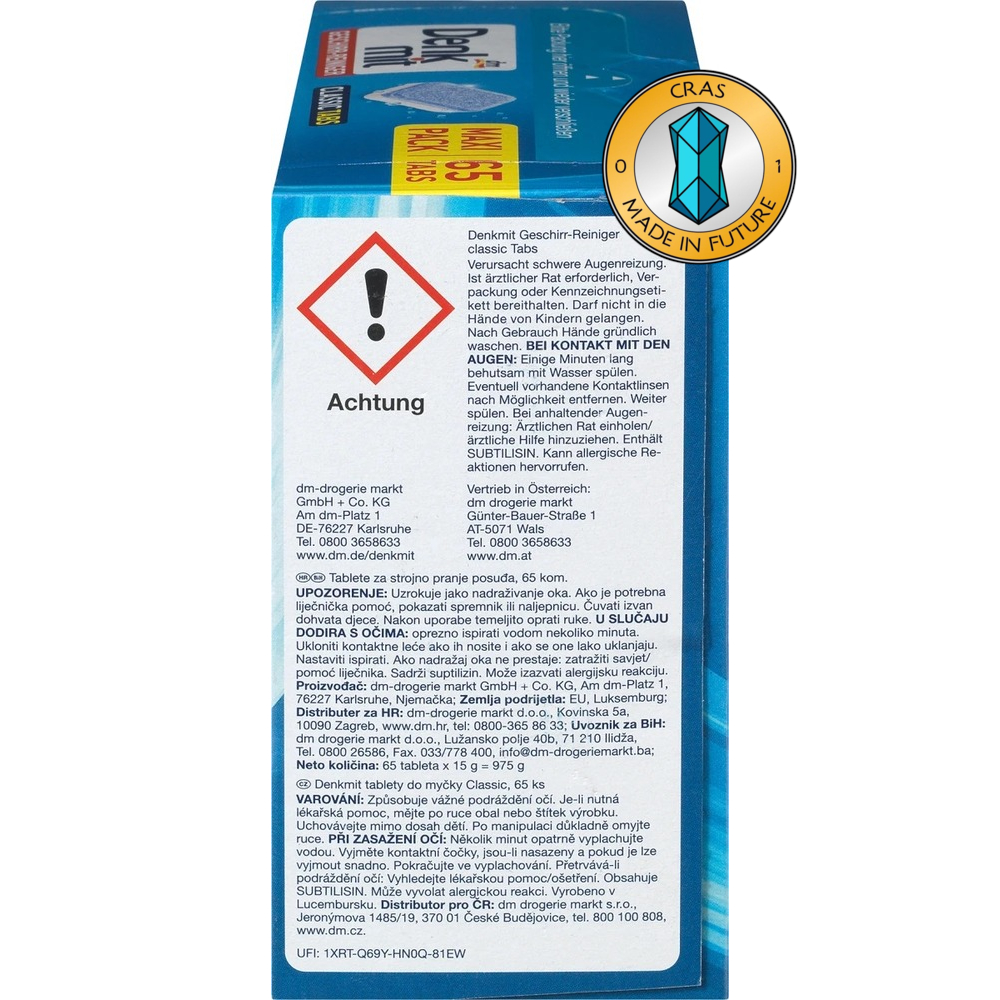 Denk
mit
dm
GESCHIRR-REINIGER
CLASSIC TABS
MAXI
PACK
65
TABS
Bitte Packung hier öffnen und wieder verschließen
CRAS
0 1
MADE IN FUTURE
Denkmit Geschirr-Reiniger
classic Tabs
Verursacht schwere Augenreizung.
Ist ärztlicher Rat erforderlich, Ver-
packung oder Kennzeichnungseti-
kett bereithalten. Darf nicht in die
Hände von Kindern gelangen.
Nach Gebrauch Hände gründlich
waschen. BEI KONTAKT MIT DEN
AUGEN: Einige Minuten lang
behutsam mit Wasser spülen.
Eventuell vorhandene Kontaktlinsen
nach Möglichkeit entfernen. Weiter
spülen. Bei anhaltender Augen-
reizung: Ärztlichen Rat einholen/
ärztliche Hilfe hinzuziehen. Enthält
SUBTILISIN. Kann allergische Re-
aktionen hervorrufen.
Achtung
dm-drogerie markt
GmbH + Co. KG
Am dm-Platz 1
DE-76227 Karlsruhe
Tel. 0800 3658633
www.dm.de/denkmit
Vertrieb in Österreich:
dm drogerie markt
Günter-Bauer-Straße 1
AT-5071 Wals
Tel. 0800 3658633
www.dm.at
HR BIH Tablete za strojno pranje posuđa, 65 kom.
UPOZORENJE: Uzrokuje jako nadraživanje oka. Ako je potrebna
liječnička pomoć, pokazati spremnik ili naljepnicu. Čuvati izvan
dohvata djece. Nakon uporabe temeljito oprati ruke. U SLUČAJU
DODIRA S OČIMA: oprezno ispirati vodom nekoliko minuta.
Ukloniti kontaktne leće ako ih nosite i ako se one lako uklanjaju.
Nastaviti ispirati. Ako nadražaj oka ne prestaje: zatražiti savjet/
pomoć liječnika. Sadrži suptilizin. Može izazvati alergijsku reakciju.
Proizvođač: dm-drogerie markt GmbH + Co. KG, Am dm-Platz 1,
76227 Karlsruhe, Njemačka; Zemlja podrijetla: EU, Luksemburg;
Distributer za HR: dm-drogerie markt d.o.o., Kovinska 5a,
10090 Zagreb, www.dm.hr, tel: 0800-365 86 33; Uvoznik za BiH:
dm drogerie markt d.o.o., Lužansko polje 40b, 71 210 Ilidža,
Tel. 0800 26586, Fax. 033/778 400, info@dm-drogeriemarkt.ba;
Neto količina: 65 tableta x 15 g = 975 g
CZ Denkmit tablety do myčky Classic, 65 ks
VAROVÁNÍ: Způsobuje vážné podráždění očí. Je-li nutná
lékařská pomoc, mějte po ruce obal nebo štítek výrobku.
Uchovávejte mimo dosah dětí. Po manipulaci důkladně omyjte
ruce. PŘI ZASAŽENÍ OČÍ: Několik minut opatrně vyplachujte
vodou. Vyjměte kontaktní čočky, jsou-li nasazeny a pokud je lze
vyjmout snadno. Pokračujte ve vyplachování. Přetrvává-li
podráždění očí: Vyhledejte lékařskou pomoc/ošetření. Obsahuje
SUBTILISIN. Může vyvolat alergickou reakci. Vyrobeno v
Lucembursku. Distributor pro ČR: dm drogerie markt s.r.o.,
Jeronýmova 1485/19, 370 01 České Budějovice, tel. 800 100 808,
www.dm.cz.
UFI: 1XRT-Q69Y-HN0Q-81EW